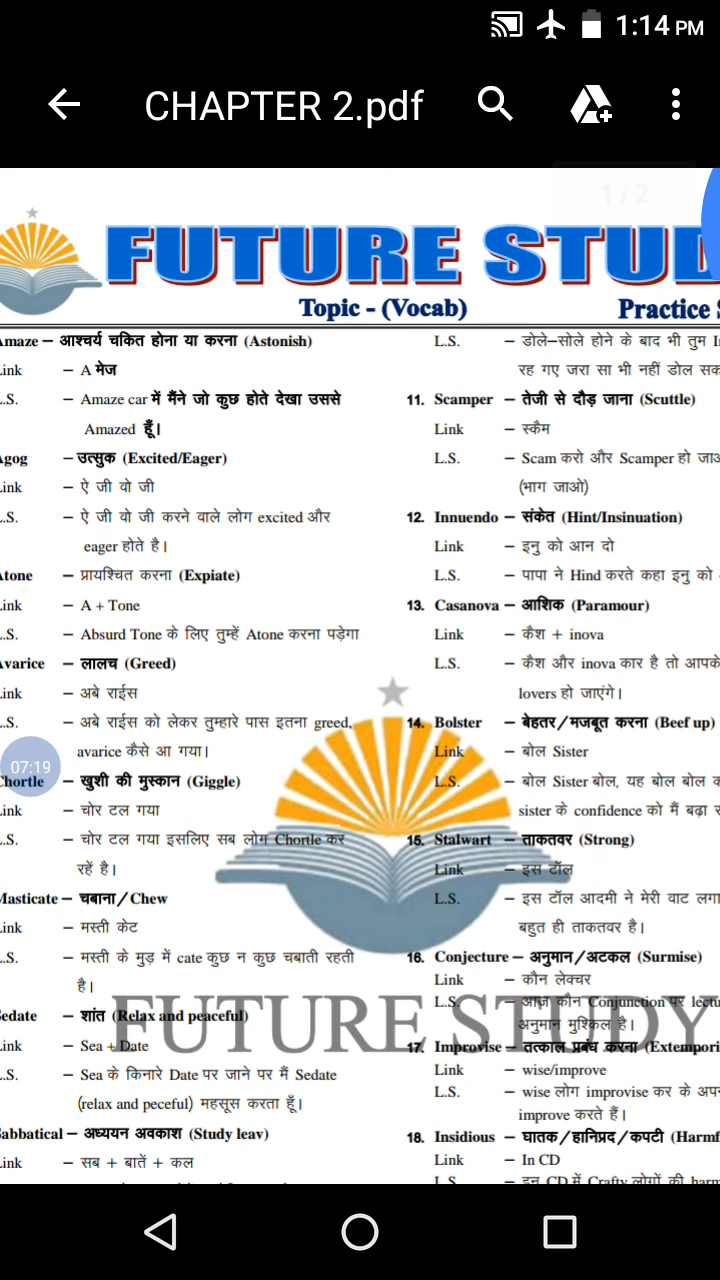 1:14 PM
CHAPTER 2.pdf
1 / 2
FUTURE STUD
Topic - (Vocab)
Practice S
Amaze – आश्चर्य चकित होना या करना (Astonish)
Link – A मेज
L.S. – Amaze car में मैंने जो कुछ होते देखा उससे
Amazed हूँ।
Agog – उत्सुक (Excited/Eager)
Link – ऐ जी वो जी
L.S. – ऐ जी वो जी करने वाले लोग excited और
eager होते है।
Atone – प्रायश्चित करना (Expiate)
Link – A + Tone
L.S. – Absurd Tone के लिए तुम्हें Atone करना पड़ेगा
Avarice – लालच (Greed)
Link – अबे राईस
L.S. – अबे राईस को लेकर तुम्हारे पास इतना greed,
avarice कैसे आ गया।
07:19
Chortle – खुशी की मुस्कान (Giggle)
Link – चोर टल गया
L.S. – चोर टल गया इसलिए सब लोग Chortle कर
रहें है।
Masticate – चबाना/Chew
Link – मस्ती केट
L.S. – मस्ती के मुड़ में cate कुछ न कुछ चबाती रहती
है।
Sedate – शांत (Relax and peaceful)
Link – Sea + Date
L.S. – Sea के किनारे Date पर जाने पर मैं Sedate
(relax and peceful) महसूस करता हूँ।
Sabbatical – अध्ययन अवकाश (Study leav)
Link – सब + बातें + कल
L.S. – डोले–सोले होने के बाद भी तुम I
रह गए जरा सा भी नहीं डोल सक
11. Scamper – तेजी से दौड़ जाना (Scuttle)
Link – स्कैम
L.S. – Scam करो और Scamper हो जाअ
(भाग जाओ)
12. Innuendo – संकेत (Hint/Insinuation)
Link – इनु को आन दो
L.S. – पापा ने Hind करते कहा इनु को
13. Casanova – आशिक (Paramour)
Link – कैश + inova
L.S. – कैश और inova कार है तो आपके
lovers हो जाएंगे।
14. Bolster – बेहतर/मजबूत करना (Beef up)
Link – बोल Sister
L.S. – बोल Sister बोल, यह बोल बोल क
sister के confidence को मैं बढ़ा र
15. Stalwart – ताकतवर (Strong)
Link – इस टॉल
L.S. – इस टॉल आदमी ने मेरी वाट लगा
बहुत ही ताकतवर है।
16. Conjecture – अनुमान/अटकल (Surmise)
Link – कौन लेक्चर
L.S. – आज कौन Conjunction पर lectu
अनुमान मुश्किल है।
17. Improvise – तत्काल प्रबंध करना (Extempori
Link – wise/improve
L.S. – wise लोग improvise कर के अपन
improve करते हैं।
18. Insidious – घातक/हानिप्रद/कपटी (Harmf
Link – In CD
L.S. – इन CD में Crafty लोगों की harm
FUTURE STUDY